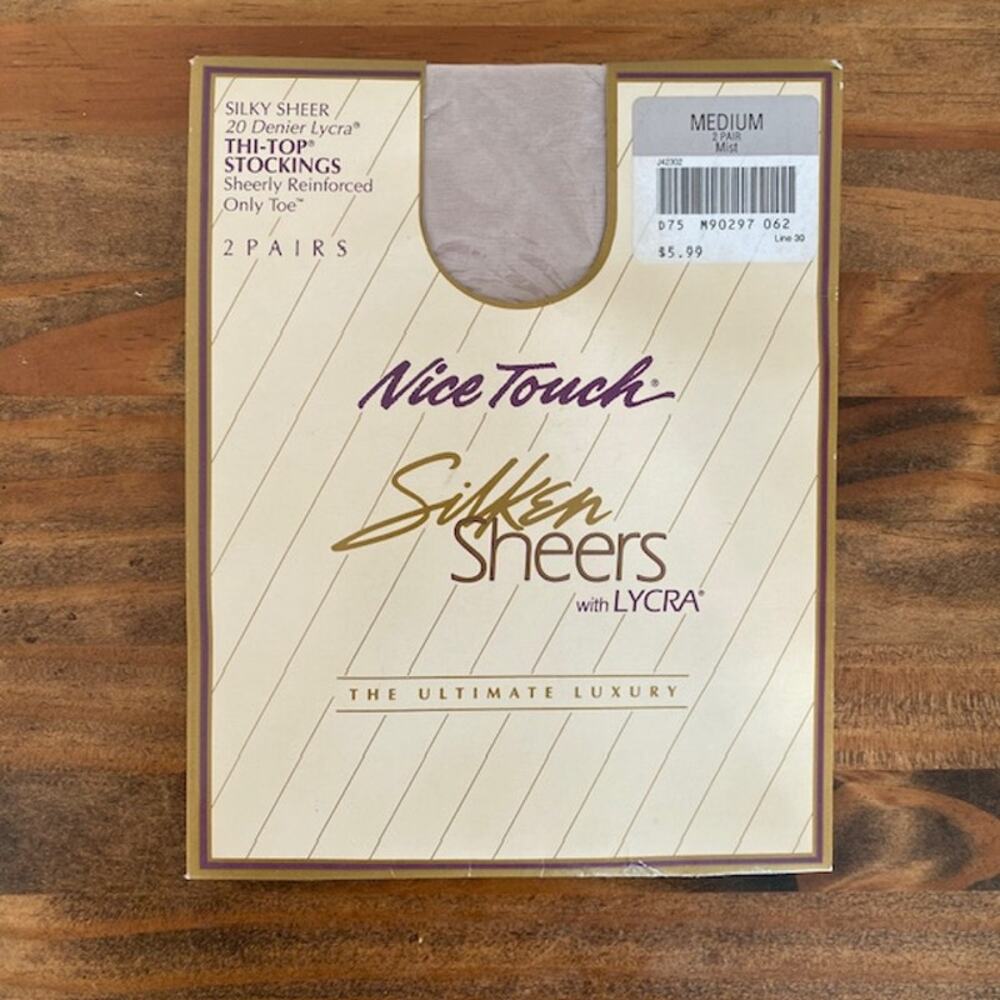 SILKY SHEER
20 Denier Lycra®
THI-TOP®
STOCKINGS
Sheerly Reinforced
Only Toe™
2 PAIRS
MEDIUM
2 PAIR
Mist
J42302
D75 M90297 062
Line 30
$5.99
Nice Touch®
Silken
Sheers
with LYCRA®
THE ULTIMATE LUXURY